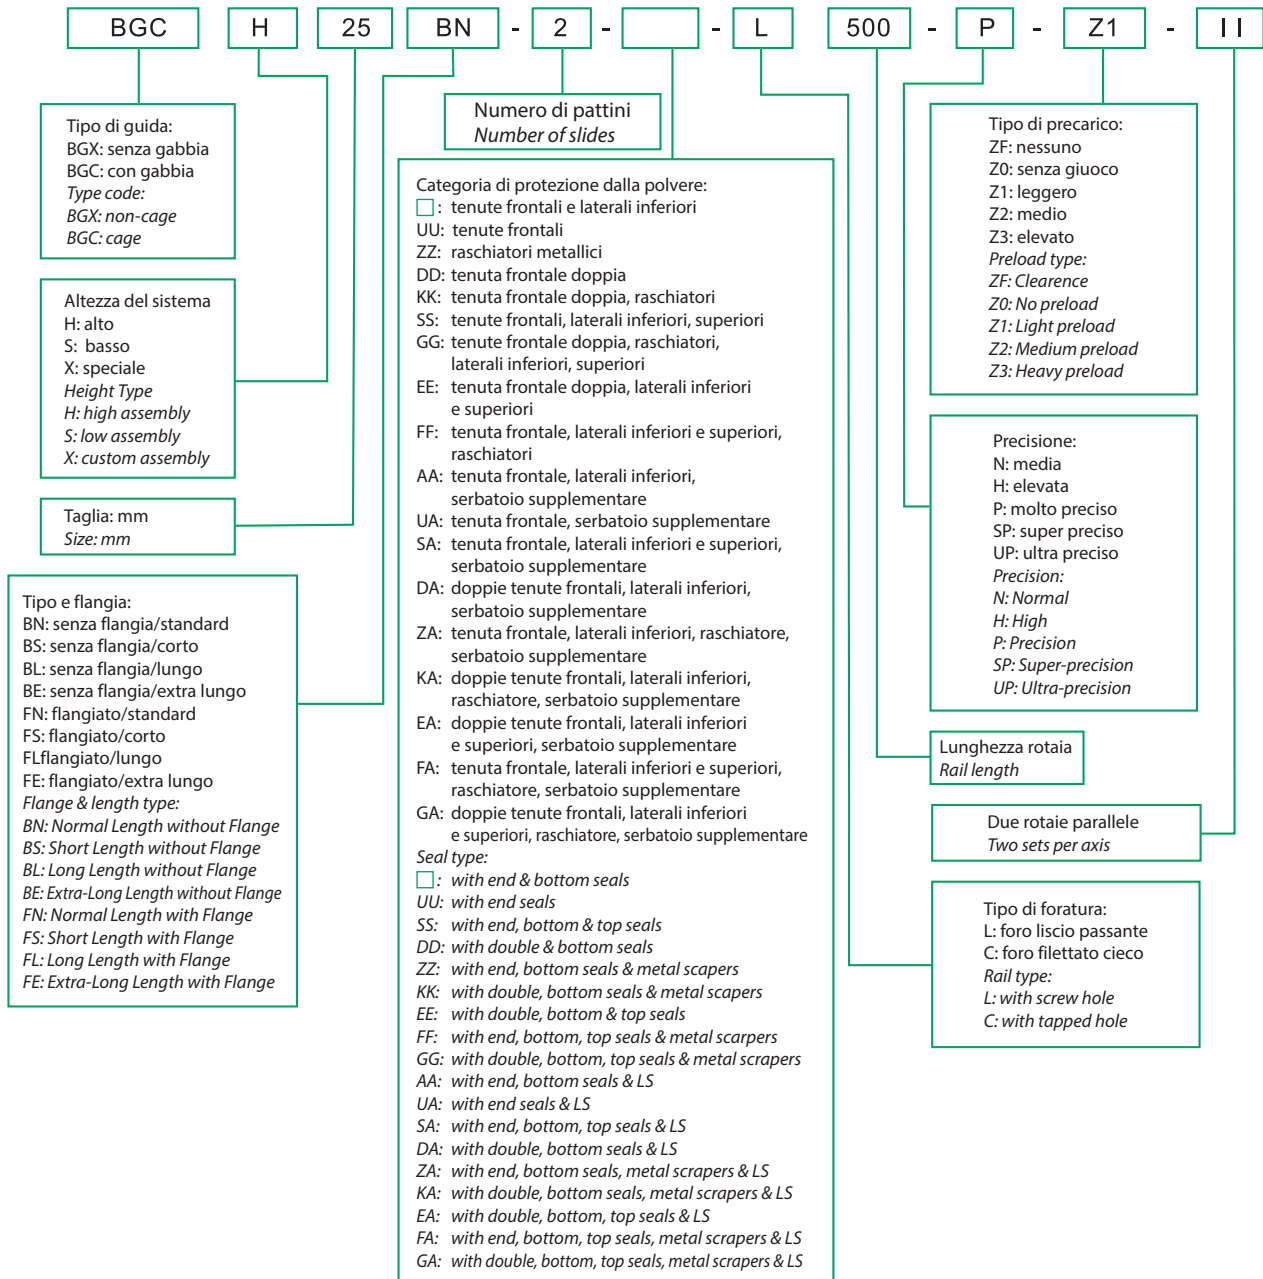 BGC H 25 BN - 2 - - L 500 - P - Z1 - II
Tipo di guida:
BGX: senza gabbia
BGC: con gabbia
Type code:
BGX: non-cage
BGC: cage
Altezza del sistema
H: alto
S: basso
X: speciale
Height Type
H: high assembly
S: low assembly
X: custom assembly
Taglia: mm
Size: mm
Tipo e flangia:
BN: senza flangia/standard
BS: senza flangia/corto
BL: senza flangia/lungo
BE: senza flangia/extra lungo
FN: flangiato/standard
FS: flangiato/corto
FLflangiato/lungo
FE: flangiato/extra lungo
Flange & length type:
BN: Normal Length without Flange
BS: Short Length without Flange
BL: Long Length without Flange
BE: Extra-Long Length without Flange
FN: Normal Length with Flange
FS: Short Length with Flange
FL: Long Length with Flange
FE: Extra-Long Length with Flange
Numero di pattini
Number of slides
Categoria di protezione dalla polvere:
□: tenute frontali e laterali inferiori
UU: tenute frontali
ZZ: raschiatori metallici
DD: tenuta frontale doppia
KK: tenuta frontale doppia, raschiatori
SS: tenute frontali, laterali inferiori, superiori
GG: tenute frontale doppia, raschiatori,
laterali inferiori, superiori
EE: tenuta frontale doppia, laterali inferiori
e superiori
FF: tenuta frontale, laterali inferiori e superiori,
raschiatori
AA: tenuta frontale, laterali inferiori,
serbatoio supplementare
UA: tenuta frontale, serbatoio supplementare
SA: tenuta frontale, laterali inferiori e superiori,
serbatoio supplementare
DA: doppie tenute frontali, laterali inferiori,
serbatoio supplementare
ZA: tenuta frontale, laterali inferiori, raschiatore,
serbatoio supplementare
KA: doppie tenute frontali, laterali inferiori,
raschiatore, serbatoio supplementare
EA: doppie tenute frontali, laterali inferiori
e superiori, serbatoio supplementare
FA: tenuta frontale, laterali inferiori e superiori,
raschiatore, serbatoio supplementare
GA: doppie tenute frontali, laterali inferiori
e superiori, raschiatore, serbatoio supplementare
Seal type:
□: with end & bottom seals
UU: with end seals
SS: with end, bottom & top seals
DD: with double & bottom seals
ZZ: with end, bottom seals & metal scapers
KK: with double, bottom seals & metal scapers
EE: with double, bottom & top seals
FF: with end, bottom, top seals & metal scarpers
GG: with double, bottom, top seals & metal scrapers
AA: with end, bottom seals & LS
UA: with end seals & LS
SA: with end, bottom, top seals & LS
DA: with double, bottom seals & LS
ZA: with end, bottom seals, metal scrapers & LS
KA: with double, bottom seals, metal scrapers & LS
EA: with double, bottom, top seals & LS
FA: with end, bottom, top seals, metal scrapers & LS
GA: with double, bottom, top seals, metal scrapers & LS
Tipo di precarico:
ZF: nessuno
Z0: senza giuoco
Z1: leggero
Z2: medio
Z3: elevato
Preload type:
ZF: Clearence
Z0: No preload
Z1: Light preload
Z2: Medium preload
Z3: Heavy preload
Precisione:
N: media
H: elevata
P: molto preciso
SP: super preciso
UP: ultra preciso
Precision:
N: Normal
H: High
P: Precision
SP: Super-precision
UP: Ultra-precision
Lunghezza rotaia
Rail length
Due rotaie parallele
Two sets per axis
Tipo di foratura:
L: foro liscio passante
C: foro filettato cieco
Rail type:
L: with screw hole
C: with tapped hole